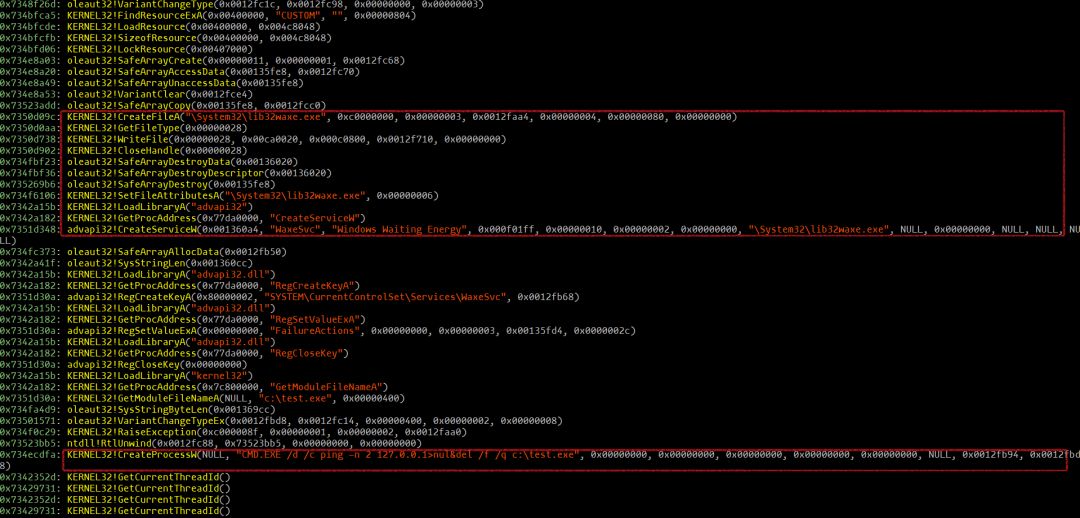 0x7348f26d: oleaut32!VariantChangeType(0x0012fc1c, 0x0012fc98, 0x00000000, 0x00000003)
0x734bfca5: KERNEL32!FindResourceExA(0x00400000, "CUSTOM", "", 0x00000804)
0x734bfcde: KERNEL32!LoadResource(0x00400000, 0x004c8048)
0x734bfcfb: KERNEL32!SizeofResource(0x00400000, 0x004c8048)
0x734bfd06: KERNEL32!LockResource(0x00407000)
0x734e8a03: oleaut32!SafeArrayCreate(0x00000011, 0x00000001, 0x0012fc68)
0x734e8a20: oleaut32!SafeArrayAccessData(0x00135fe8, 0x0012fc70)
0x734e8a49: oleaut32!SafeArrayUnaccessData(0x00135fe8)
0x734e8a53: oleaut32!VariantClear(0x0012fce4)
0x73523add: oleaut32!SafeArrayCopy(0x00135fe8, 0x0012fcc0)
0x7350d09c: KERNEL32!CreateFileA("\System32\lib32waxe.exe", 0xc0000000, 0x00000003, 0x0012faa4, 0x00000004, 0x00000080, 0x00000000)
0x7350d0aa: KERNEL32!GetFileType(0x00000028)
0x7350d738: KERNEL32!WriteFile(0x00000028, 0x00ca0020, 0x000c0800, 0x0012f710, 0x00000000)
0x7350d902: KERNEL32!CloseHandle(0x00000028)
0x734fbf23: oleaut32!SafeArrayDestroyData(0x00136020)
0x734fbf36: oleaut32!SafeArrayDestroyDescriptor(0x00136020)
0x735269b6: oleaut32!SafeArrayDestroy(0x00135fe8)
0x734f6106: KERNEL32!SetFileAttributesA("\System32\lib32waxe.exe", 0x00000006)
0x7342a15b: KERNEL32!LoadLibraryA("advapi32")
0x7342a182: KERNEL32!GetProcAddress(0x77da0000, "CreateServiceW")
0x7351d348: advapi32!CreateServiceW(0x001360a4, "WaxeSvc", "Windows Waiting Energy", 0x000f01ff, 0x00000010, 0x00000002, 0x00000000, "\System32\lib32waxe.exe", NULL, 0x00000000, NULL, NULL, NU
LL)
0x734fc373: oleaut32!SafeArrayAllocData(0x0012fb50)
0x7342a41f: oleaut32!SysStringLen(0x001360cc)
0x7342a15b: KERNEL32!LoadLibraryA("advapi32.dll")
0x7342a182: KERNEL32!GetProcAddress(0x77da0000, "RegCreateKeyA")
0x7351d30a: advapi32!RegCreateKeyA(0x80000002, "SYSTEM\CurrentControlSet\Services\WaxeSvc", 0x0012fb68)
0x7342a15b: KERNEL32!LoadLibraryA("advapi32.dll")
0x7342a182: KERNEL32!GetProcAddress(0x77da0000, "RegSetValueExA")
0x7351d30a: advapi32!RegSetValueExA(0x00000000, "FailureActions", 0x00000000, 0x00000003, 0x00135fd4, 0x0000002c)
0x7342a15b: KERNEL32!LoadLibraryA("advapi32.dll")
0x7342a182: KERNEL32!GetProcAddress(0x77da0000, "RegCloseKey")
0x7351d30a: advapi32!RegCloseKey(0x00000000)
0x7342a15b: KERNEL32!LoadLibraryA("kernel32")
0x7342a182: KERNEL32!GetProcAddress(0x7c800000, "GetModuleFileNameA")
0x7351d30a: KERNEL32!GetModuleFileNameA(NULL, "c:\test.exe", 0x00000400)
0x734fa4d9: oleaut32!SysStringByteLen(0x001369cc)
0x73501571: oleaut32!VariantChangeTypeEx(0x0012fbd8, 0x0012fc14, 0x00000400, 0x00000002, 0x00000008)
0x734f0c29: KERNEL32!RaiseException(0xc000008f, 0x00000001, 0x00000002, 0x0012faa0)
0x73523bb5: ntdll!RtlUnwind(0x0012fc88, 0x73523bb5, 0x00000000, 0x00000000)
0x734ecdfa: KERNEL32!CreateProcessW(NULL, "CMD.EXE /d /c ping -n 2 127.0.0.1>nul&del /f /q c:\test.exe", 0x00000000, 0x00000000, 0x00000000, 0x00000000, 0x00000000, NULL, 0x0012fb94, 0x0012fbd
8)
0x7342352d: KERNEL32!GetCurrentThreadId()
0x73429731: KERNEL32!GetCurrentThreadId()
0x7342352d: KERNEL32!GetCurrentThreadId()
0x73429731: KERNEL32!GetCurrentThreadId()